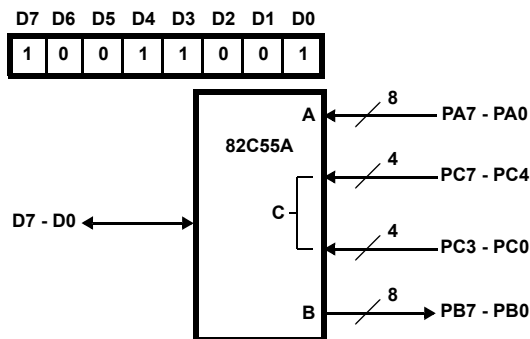 D7 D6 D5 D4 D3 D2 D1 D0
1 0 0 1 1 0 0 1
A 8 PA7 - PA0
82C55A
4 PC7 - PC4
C
D7 - D0
4 PC3 - PC0
B 8 PB7 - PB0